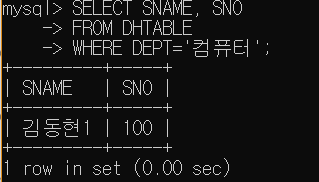 mysql> SELECT SNAME, SNO
    -> FROM DHTABLE
    -> WHERE DEPT='컴퓨터';
+---------+-----+
| SNAME   | SNO |
+---------+-----+
| 김동현1 | 100 |
+---------+-----+
1 row in set (0.00 sec)